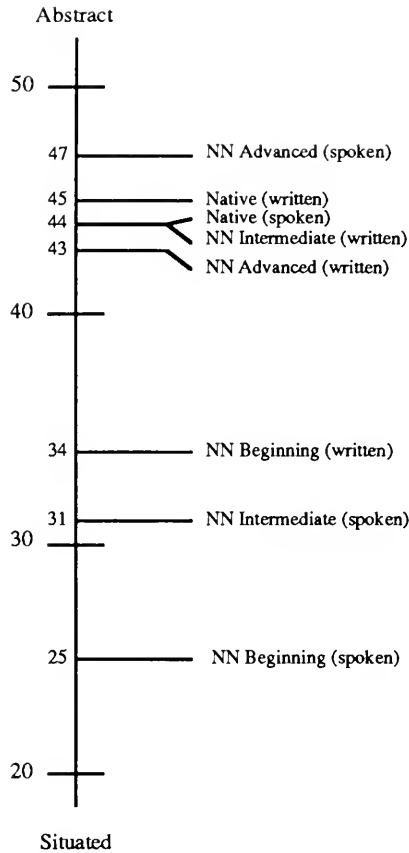 Abstract
50
47 NN Advanced (spoken)
45 Native (written)
44 Native (spoken)
NN Intermediate (written)
43 NN Advanced (written)
40
34 NN Beginning (written)
31 NN Intermediate (spoken)
30
25 NN Beginning (spoken)
20
Situated